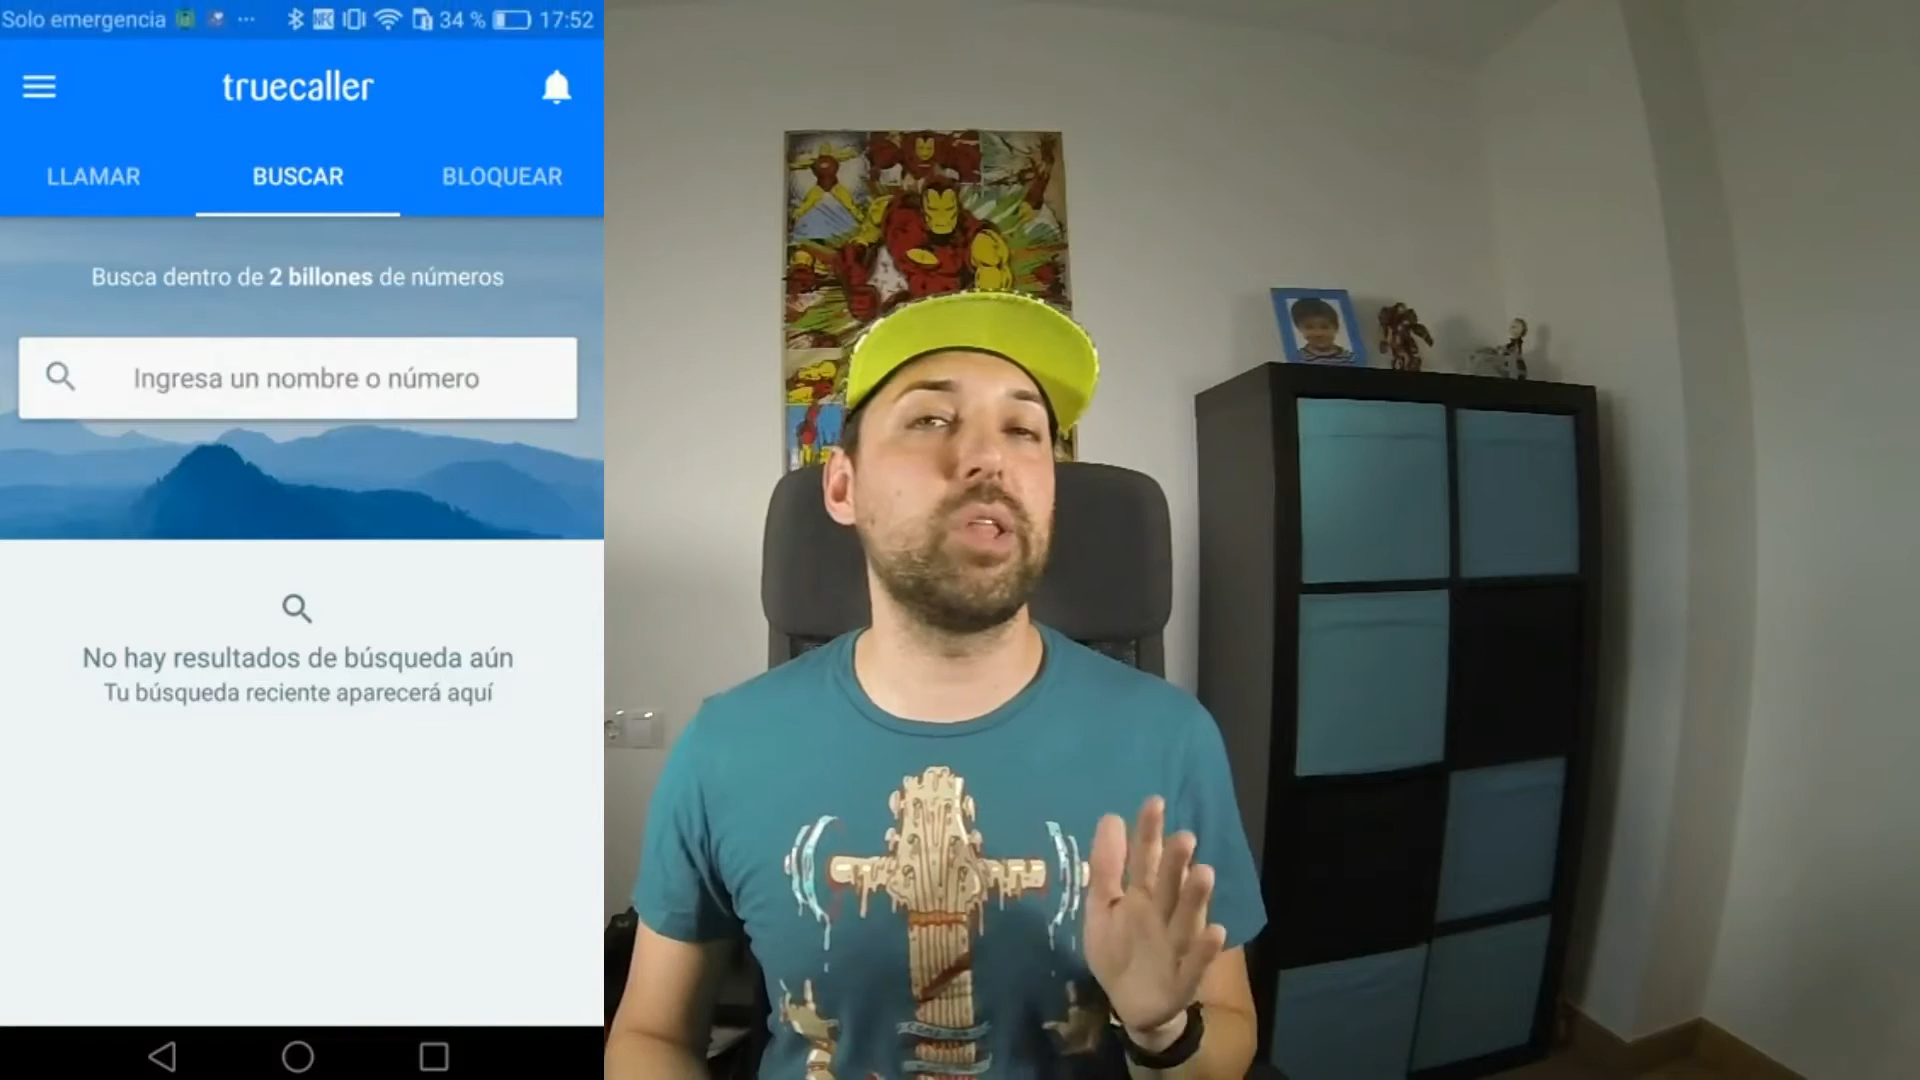 Solo emergencia ... NFC 34 % 17:52
truecaller
LLAMAR BUSCAR BLOQUEAR
Busca dentro de 2 billones de números
Ingresa un nombre o número
No hay resultados de búsqueda aún
Tu búsqueda reciente aparecerá aquí